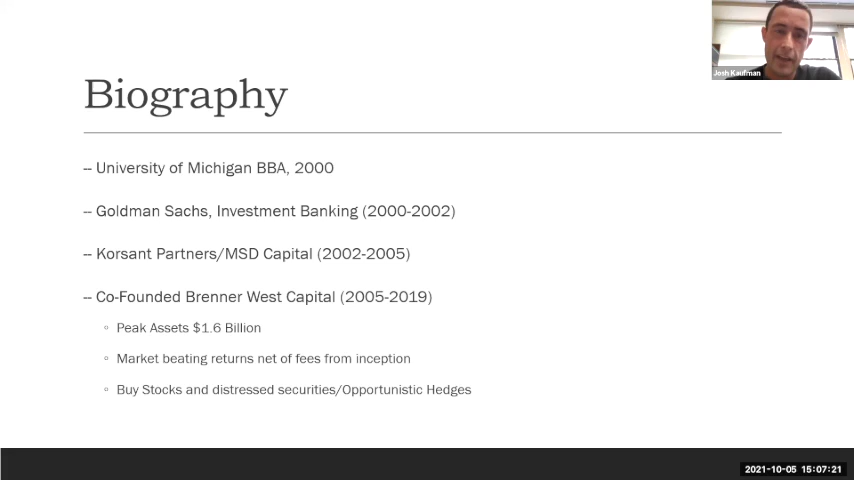 Josh Kaufman
Biography
-- University of Michigan BBA, 2000
-- Goldman Sachs, Investment Banking (2000-2002)
-- Korsant Partners/MSD Capital (2002-2005)
-- Co-Founded Brenner West Capital (2005-2019)
◦ Peak Assets $1.6 Billion
◦ Market beating returns net of fees from inception
◦ Buy Stocks and distressed securities/Opportunistic Hedges
2021-10-05 15:07:21